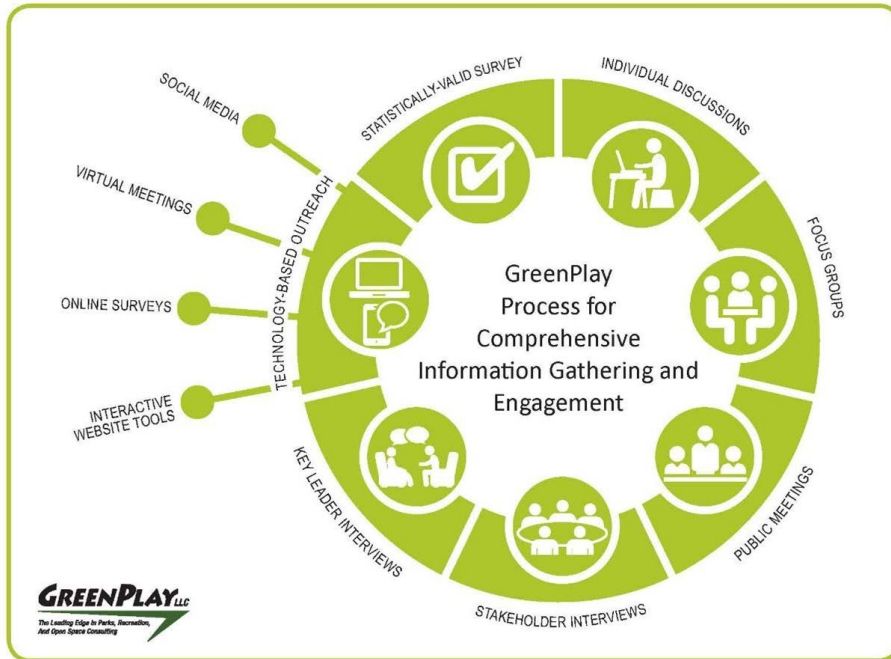 SOCIAL MEDIA
VIRTUAL MEETINGS
ONLINE SURVEYS
INTERACTIVE
WEBSITE TOOLS
TECHNOLOGY-BASED OUTREACH
STATISTICALLY-VALID SURVEY
INDIVIDUAL DISCUSSIONS
FOCUS GROUPS
PUBLIC MEETINGS
STAKEHOLDER INTERVIEWS
KEY LEADER INTERVIEWS
GreenPlay
Process for
Comprehensive
Information Gathering and
Engagement
GREENPLAY LLC
The Leading Edge In Parks, Recreation,
And Open Space Consulting